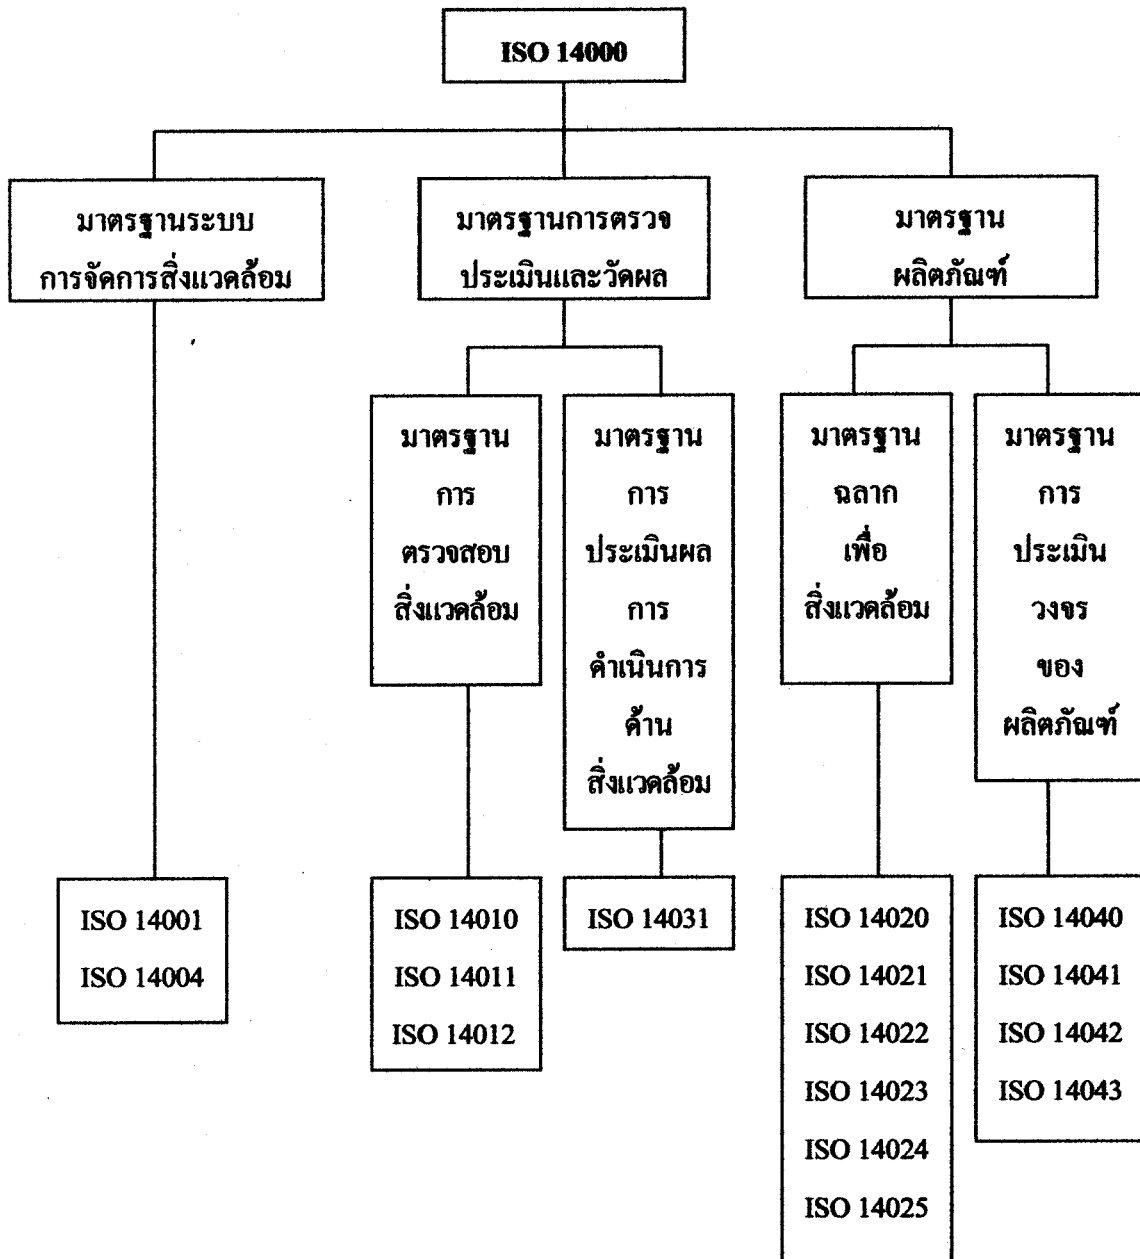 ISO 14000
มาตรฐานระบบ
การจัดการสิ่งแวดล้อม
มาตรฐานการตรวจ
ประเมินและวัดผล
มาตรฐาน
ผลิตภัณฑ์
มาตรฐาน
การ
ตรวจสอบ
สิ่งแวดล้อม
มาตรฐาน
การ
ประเมินผล
การ
ดำเนินการ
ด้าน
สิ่งแวดล้อม
มาตรฐาน
ฉลาก
เพื่อ
สิ่งแวดล้อม
มาตรฐาน
การ
ประเมิน
วงจร
ของ
ผลิตภัณฑ์
ISO 14001
ISO 14004
ISO 14010
ISO 14011
ISO 14012
ISO 14031
ISO 14020
ISO 14021
ISO 14022
ISO 14023
ISO 14024
ISO 14025
ISO 14040
ISO 14041
ISO 14042
ISO 14043